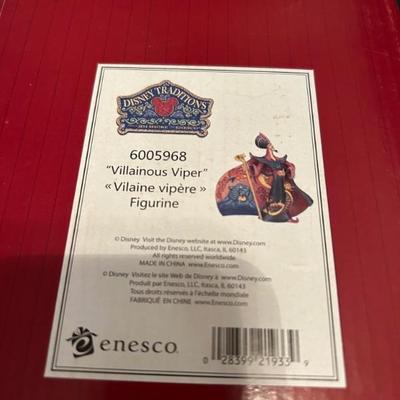 DISNEY TRADITIONS
JIM SHORE ENESCO
6005968
"Villainous Viper"
« Vilaine vipère »
Figurine
© Disney Visit the Disney website at www.Disney.com
Produced by Enesco, LLC, Itasca, IL 60143
All rights reserved worldwide
MADE IN CHINA www.Enesco.com
© Disney Visitez le site Web de Disney à www.Disney.com
Produit par Enesco, LLC, Itasca, IL 60143
Tous droits réservés à l'échelle mondiale
FABRIQUÉ EN CHINE www.Enesco.com
enesco.
0 28399 21933 9